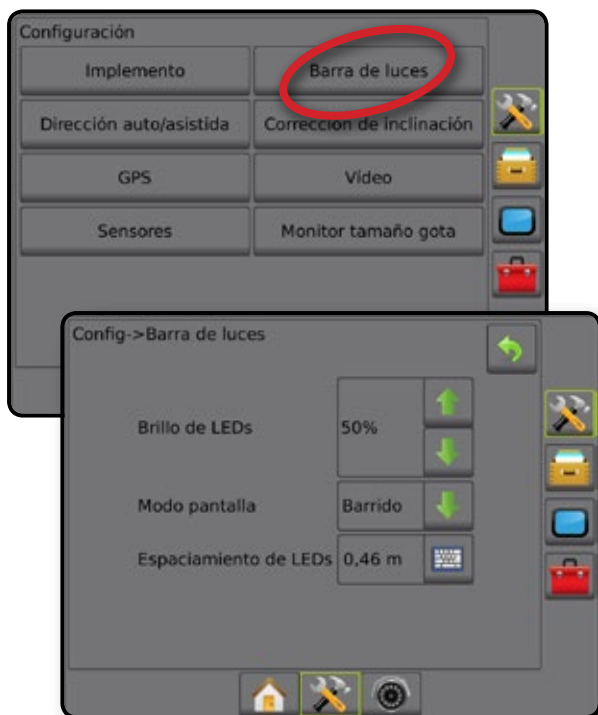 Configuración
Implemento
Barra de luces
Dirección auto/asistida
Corrección de inclinación
GPS
Vídeo
Sensores
Monitor tamaño gota
Config->Barra de luces
Brillo de LEDs
50%
Modo pantalla
Barrido
Espaciamiento de LEDs
0,46 m